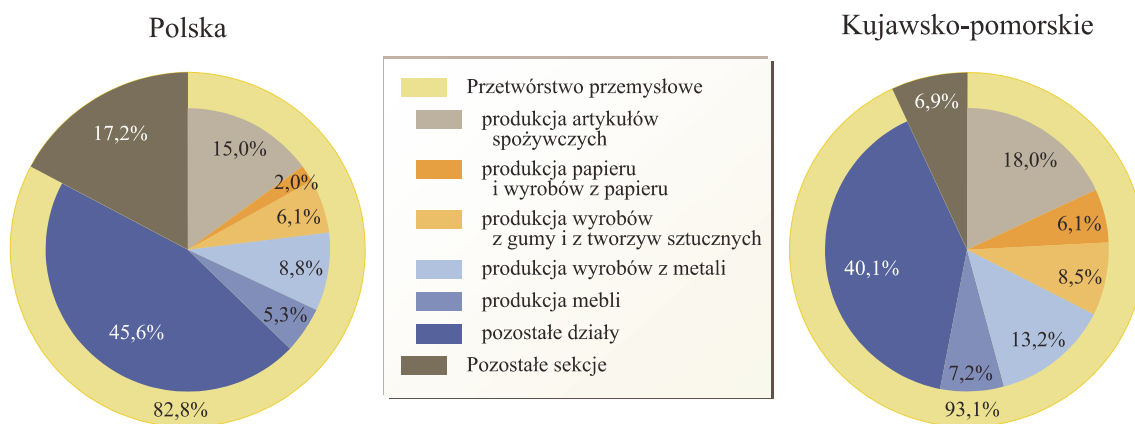 Polska
17,2%
15,0%
2,0%
6,1%
8,8%
5,3%
45,6%
82,8%
Przetwórstwo przemysłowe
produkcja artykułów
spożywczych
produkcja papieru
i wyrobów z papieru
produkcja wyrobów
z gumy i z tworzyw sztucznych
produkcja wyrobów z metali
produkcja mebli
pozostałe działy
Pozostałe sekcje
Kujawsko-pomorskie
6,9%
18,0%
6,1%
8,5%
13,2%
7,2%
40,1%
93,1%